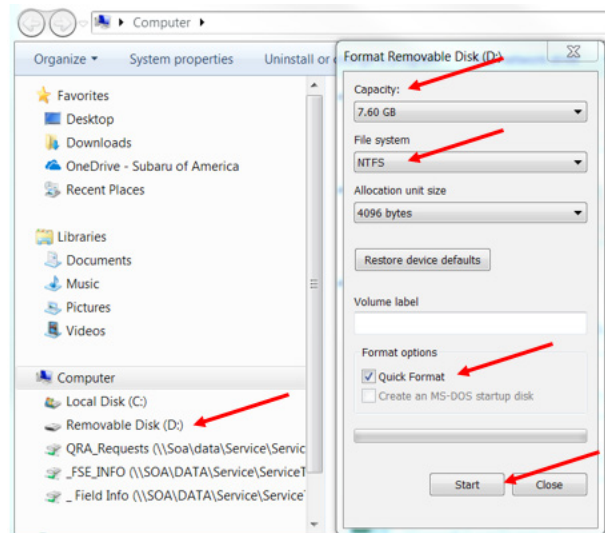 Computer
Organize
System properties
Uninstall or
Favorites
Desktop
Downloads
OneDrive - Subaru of America
Recent Places
Libraries
Documents
Music
Pictures
Videos
Computer
Local Disk (C:)
Removable Disk (D:)
QRA_Requests (\\Soa\data\Service\Servic
_FSE_INFO (\\SOA\DATA\Service\ServiceT
_ Field Info (\\SOA\DATA\Service\Service
Format Removable Disk (D:)
Capacity:
7.60 GB
File system
NTFS
Allocation unit size
4096 bytes
Restore device defaults
Volume label
Format options
Quick Format
Create an MS-DOS startup disk
Start
Close